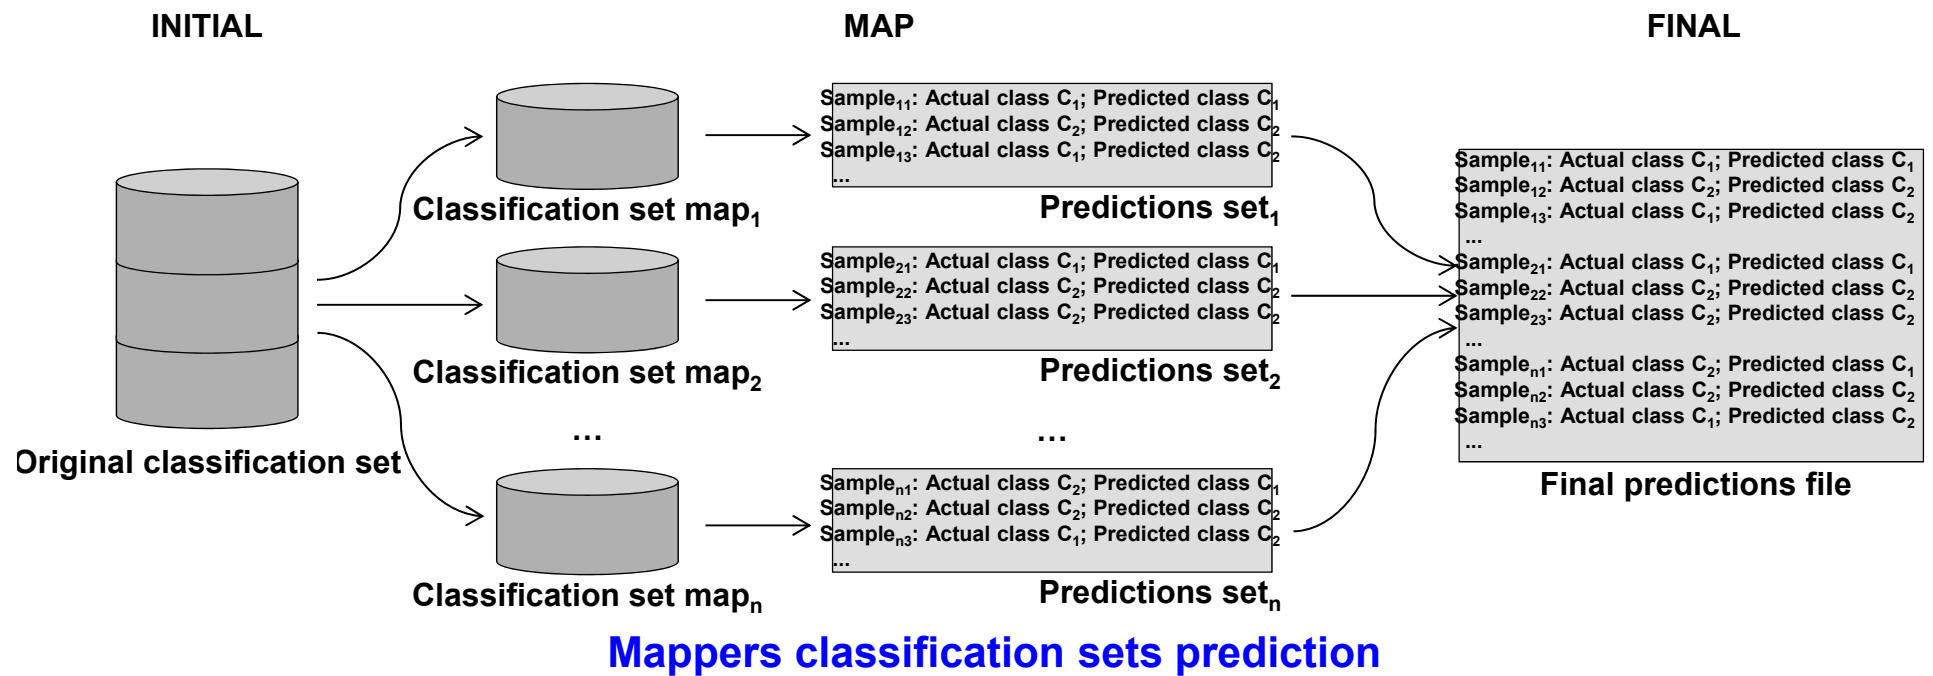 INITIAL
MAP
FINAL
Sample₁₁: Actual class C₁; Predicted class C₁
Sample₁₂: Actual class C₂; Predicted class C₂
Sample₁₃: Actual class C₁; Predicted class C₂
...
Classification set map₁
Predictions set₁
Sample₂₁: Actual class C₁; Predicted class C₁
Sample₂₂: Actual class C₂; Predicted class C₂
Sample₂₃: Actual class C₂; Predicted class C₂
...
Classification set map₂
Predictions set₂
...
...
Original classification set
Sampleₙ₁: Actual class C₂; Predicted class C₁
Sampleₙ₂: Actual class C₂; Predicted class C₂
Sampleₙ₃: Actual class C₁; Predicted class C₂
...
Classification set mapₙ
Predictions setₙ
Sample₁₁: Actual class C₁; Predicted class C₁
Sample₁₂: Actual class C₂; Predicted class C₂
Sample₁₃: Actual class C₁; Predicted class C₂
...
Sample₂₁: Actual class C₁; Predicted class C₁
Sample₂₂: Actual class C₂; Predicted class C₂
Sample₂₃: Actual class C₂; Predicted class C₂
...
Sampleₙ₁: Actual class C₂; Predicted class C₁
Sampleₙ₂: Actual class C₂; Predicted class C₂
Sampleₙ₃: Actual class C₁; Predicted class C₂
...
Final predictions file
Mappers classification sets prediction